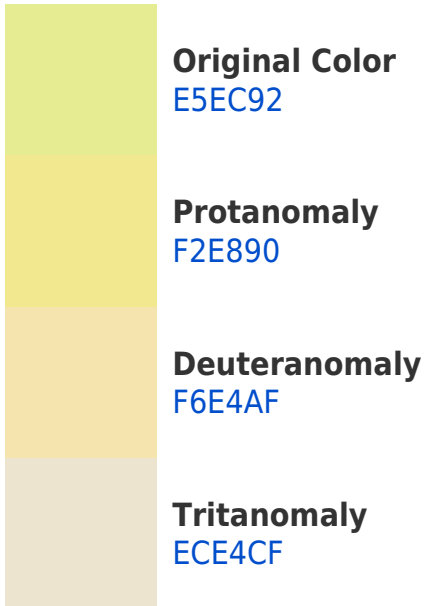 Original Color
E5EC92
Protanomaly
F2E890
Deuteranomaly
F6E4AF
Tritanomaly
ECE4CF